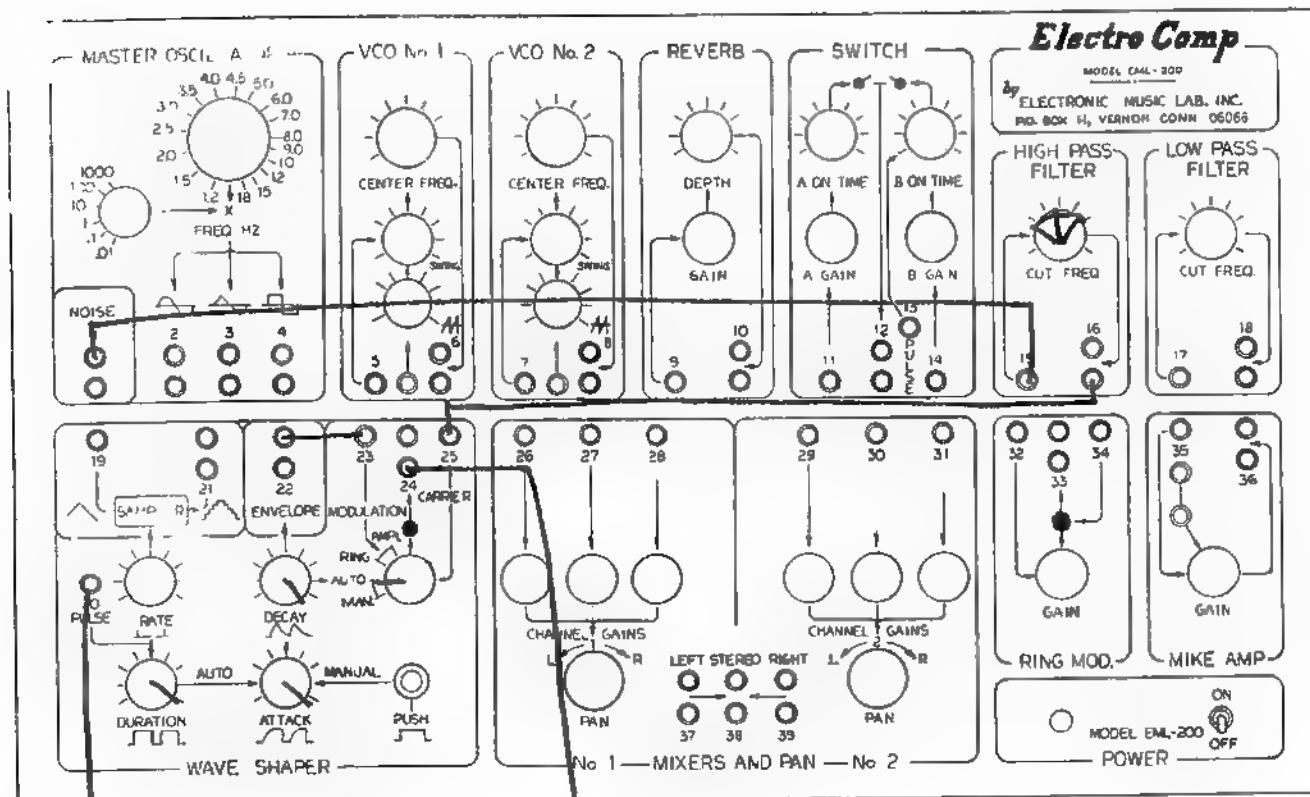 Electro Comp
MODEL EML-200
by
ELECTRONIC MUSIC LAB. INC.
P.O. BOX H, VERNON CONN 06066
MASTER OSCIL A
4.0 4.5
3.5 5.0
3.0 6.0
2.5 7.0
8.0
2.0 9.0
10
1.5 12
1.2 18 15
1000
10
1
.1
.01
X
FREQ HZ
NOISE
2 3 4
VCO No. 1
CENTER FREQ.
SWING
5 6
VCO No. 2
CENTER FREQ.
SWING
7 8
REVERB
DEPTH
GAIN
9 10
SWITCH
A ON TIME B ON TIME
A GAIN B GA N
11 12 13 14
HIGH PASS
FILTER
CUT FREQ
15 16
LOW PASS
FILTER
CUT FREQ.
17 18
19 21 22 23 24 25
SAMP R
ENVELOPE MODULATION CARRIER
AMPL
RING
AUTO
MAN.
PULSE
RATE
DECAY
AUTO MANUAL
DURATION ATTACK PUSH
WAVE SHAPER
26 27 28 29 30 31
CHANNEL GAINS
1
L R
PAN
LEFT STEREO RIGHT
37 38 39
CHANNEL GAINS
2
L R
PAN
No 1 MIXERS AND PAN No 2
32 33 34
GAIN
RING MOD.
35 36
GAIN
MIKE AMP
ON
MODEL EML-200
OFF
POWER